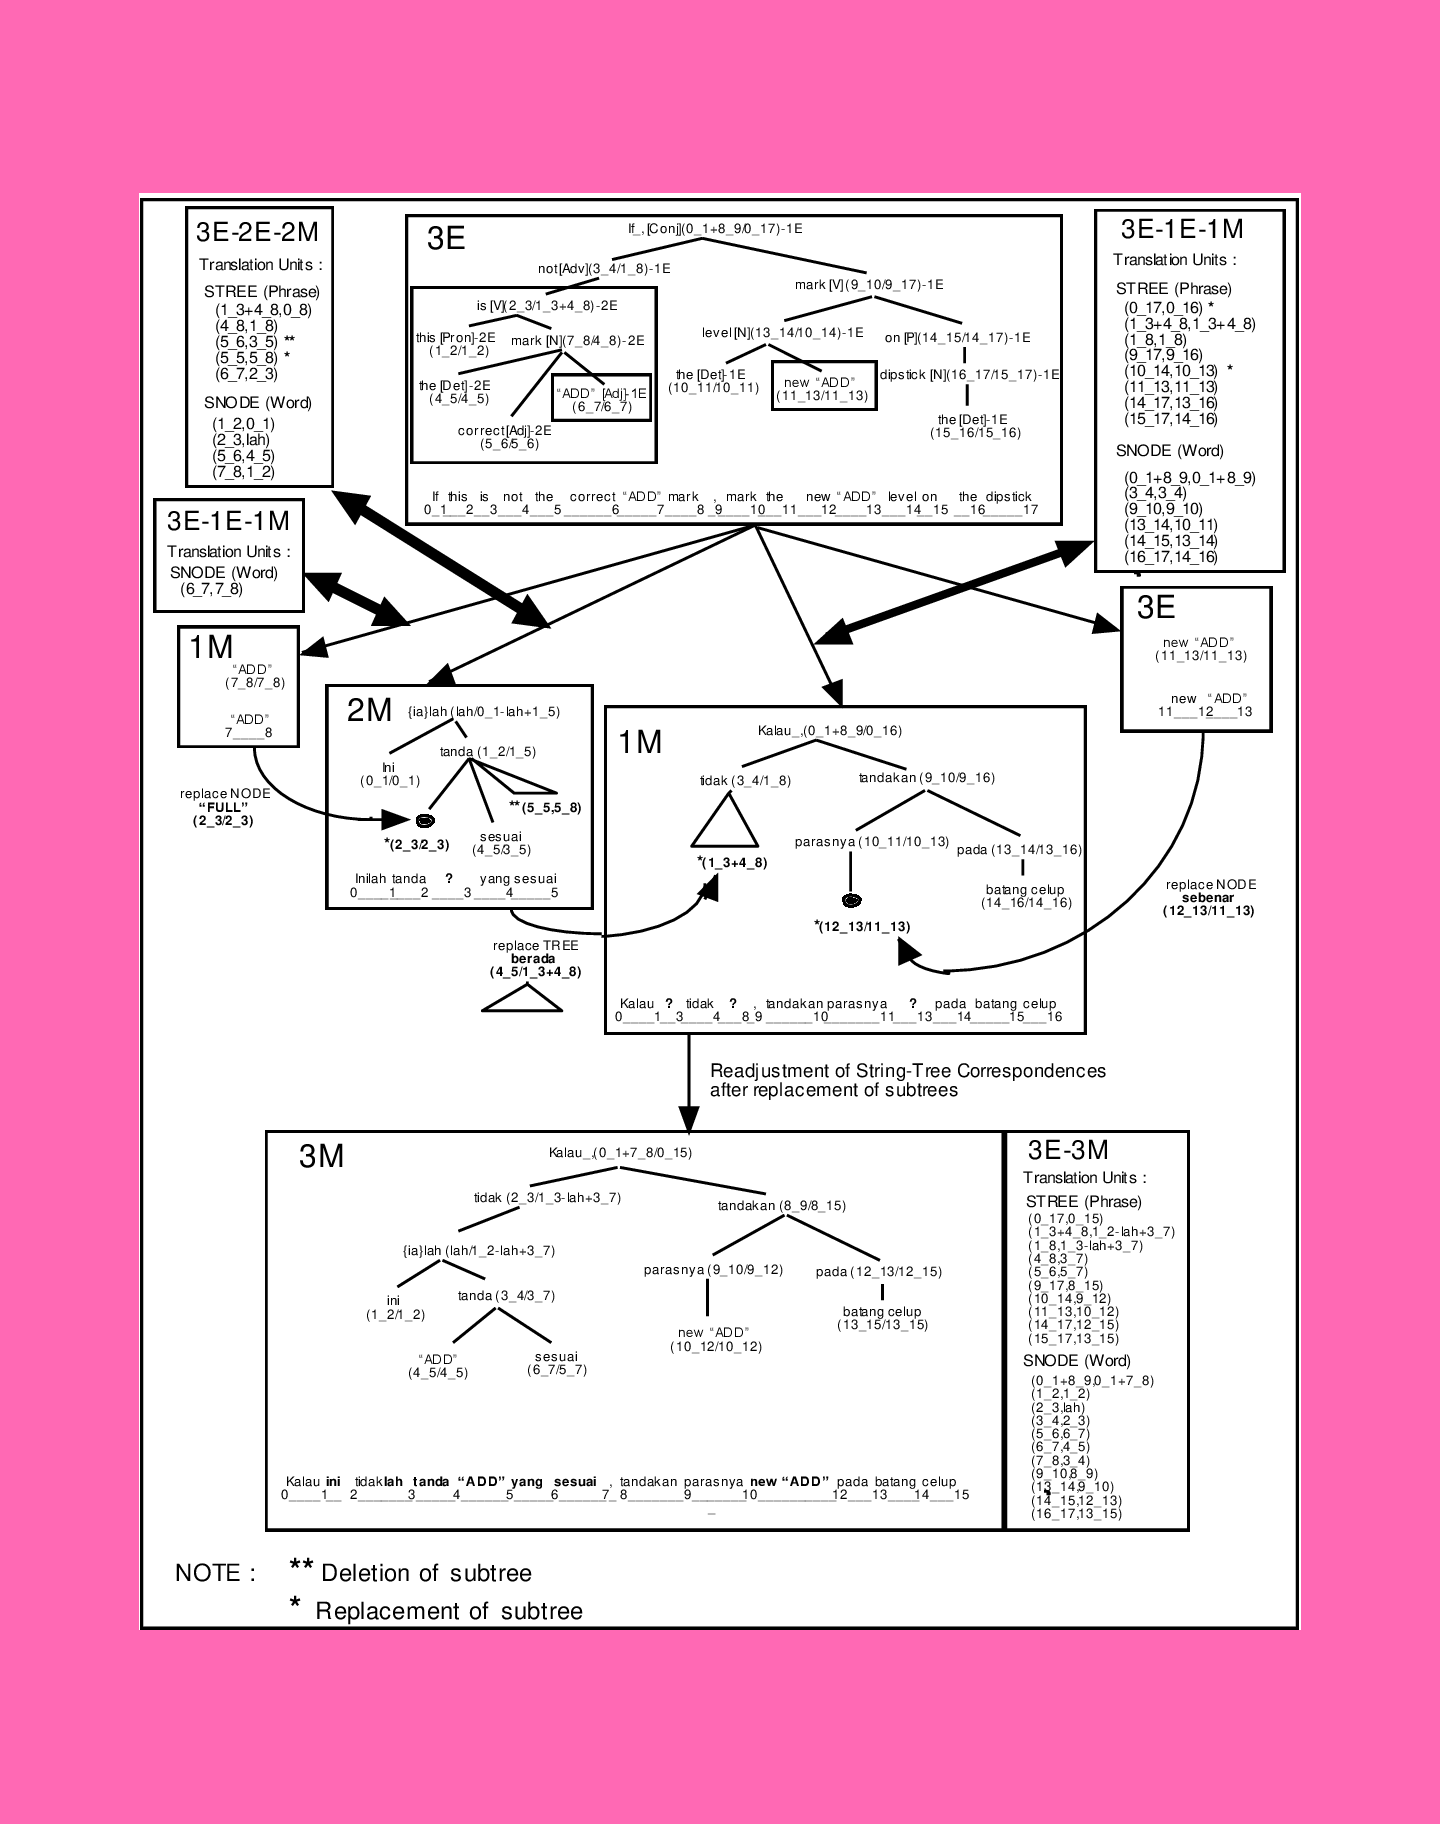 3E-2E-2M
Translation Units :
STREE (Phrase)
(1_3+4_8,0_8)
(4_8,1_8)
(5_6,3_5) **
(5_5,5_8) *
(6_7,2_3)
SNODE (Word)
(1_2,0_1)
(2_3,lah)
(5_6,4_5)
(7_8,1_2)
3E
If_,[Conj](0_1+8_9/0_17)-1E
not[Adv](3_4/1_8)-1E
mark [V](9_10/9_17)-1E
is [V](2_3/1_3+4_8)-2E
this [Pron]-2E
(1_2/1_2)
mark [N](7_8/4_8)-2E
level[N](13_14/10_14)-1E
on[P](14_15/14_17)-1E
the [Det]-2E
(4_5/4_5)
“ADD” [Adj]-1E
(6_7/6_7)
the [Det]-1E
(10_11/10_11)
new “ADD”
(11_13/11_13)
dipstick [N](16_17/15_17)-1E
correct[Adj]-2E
(5_6/5_6)
the[Det]-1E
(15_16/15_16)
If this is not the correct “ADD” mark , mark the new “ADD” level on the dipstick
0_1___2__3___4___5______6____7____8 _9____10__11___12____13___14__15 __16_____17
3E-1E-1M
Translation Units :
STREE (Phrase)
(0_17,0_16) *
(1_3+4_8,1_3+4_8)
(1_8,1_8)
(9_17,9_16)
(10_14,10_13) *
(11_13,11_13)
(14_17,13_16)
(15_17,14_16)
SNODE (Word)
(0_1+8_9,0_1+8_9)
(3_4,3_4)
(9_10,9_10)
(13_14,10_11)
(14_15,13_14)
(16_17,14_16)
3E-1E-1M
Translation Units :
SNODE (Word)
(6_7,7_8)
1M
“ADD”
(7_8/7_8)
“ADD”
7____8
replace NODE
“FULL”
(2_3/2_3)
2M
{ia}lah (lah/0_1-lah+1_5)
Ini
(0_1/0_1)
tanda (1_2/1_5)
**(5_5,5_8)
*(2_3/2_3)
sesuai
(4_5/3_5)
Inilah tanda ? yang sesuai
0____1___2 ____3 ____4_____5
replace TREE
berada
(4_5/1_3+4_8)
1M
Kalau_,(0_1+8_9/0_16)
tidak (3_4/1_8)
tandakan (9_10/9_16)
*(1_3+4_8)
parasnya (10_11/10_13)
pada (13_14/13_16)
batang celup
(14_16/14_16)
*(12_13/11_13)
Kalau ? tidak ? , tandakan parasnya ? pada batang celup
0____1__3____4___8_9 ______10_______11___13___14_____15___16
3E
new “ADD”
(11_13/11_13)
new “ADD”
11___12___13
replace NODE
sebenar
(12_13/11_13)
Readjustment of String-Tree Correspondences
after replacement of subtrees
3M
Kalau_,(0_1+7_8/0_15)
tidak (2_3/1_3-lah+3_7)
tandakan (8_9/8_15)
{ia}lah (lah/1_2-lah+3_7)
ini
(1_2/1_2)
tanda (3_4/3_7)
parasnya (9_10/9_12)
pada (12_13/12_15)
batang celup
(13_15/13_15)
new “ADD”
(10_12/10_12)
“ADD”
(4_5/4_5)
sesuai
(6_7/5_7)
Kalau ini tidaklah tanda “ADD” yang sesuai , tandakan parasnya new “ADD” pada batang celup
0____1__ 2______3_____4______5_____6______7_8_______9_______10__________12___13____14___15
3E-3M
Translation Units :
STREE (Phrase)
(0_17,0_15)
(1_3+4_8,1_2-lah+3_7)
(1_8,1_3-lah+3_7)
(4_8,3_7)
(5_6,5_7)
(9_17,8_15)
(10_14,9_12)
(11_13,10_12)
(14_17,12_15)
(15_17,13_15)
SNODE (Word)
(0_1+8_9,0_1+7_8)
(1_2,1_2)
(2_3,lah)
(3_4,2_3)
(5_6,6_7)
(6_7,4_5)
(7_8,3_4)
(9_10,8_9)
(13_14,9_10)
(14_15,12_13)
(16_17,13_15)
NOTE : ** Deletion of subtree
* Replacement of subtree